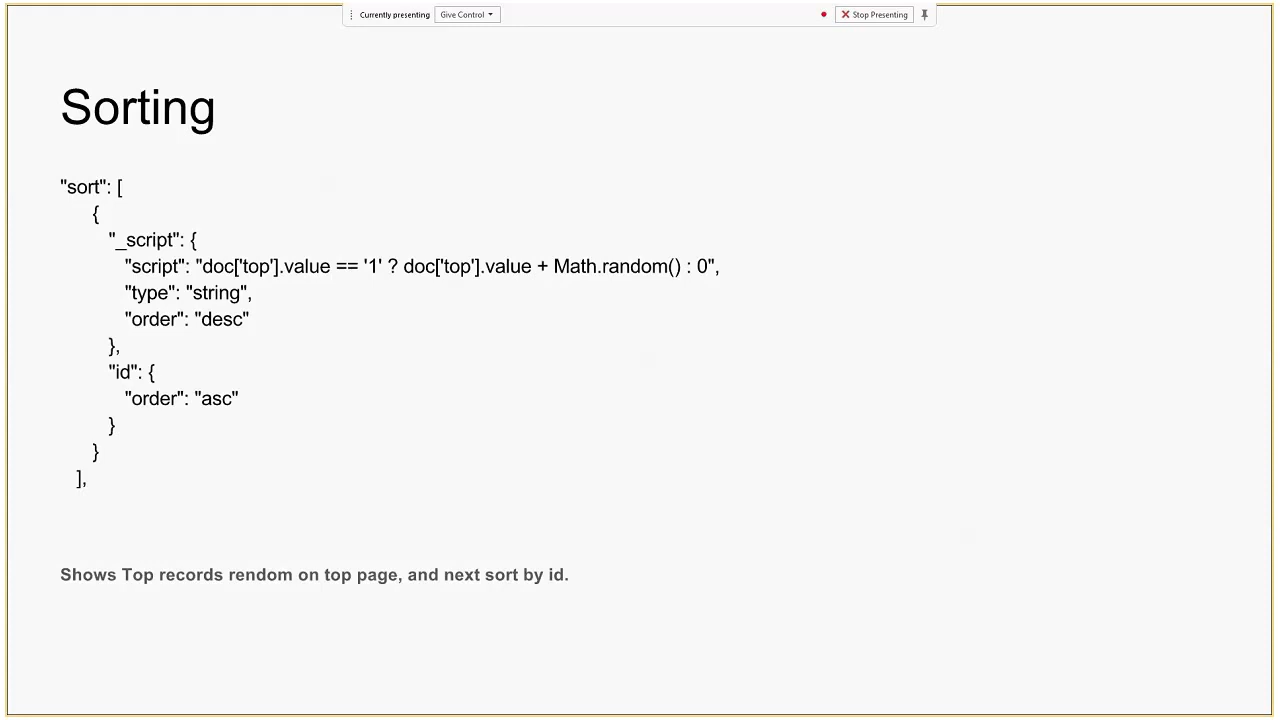 Currently presenting Give Control Stop Presenting
Sorting
"sort": [
{
"_script": {
"script": "doc['top'].value == '1' ? doc['top'].value + Math.random() : 0",
"type": "string",
"order": "desc"
},
"id": {
"order": "asc"
}
}
],
Shows Top records rendom on top page, and next sort by id.